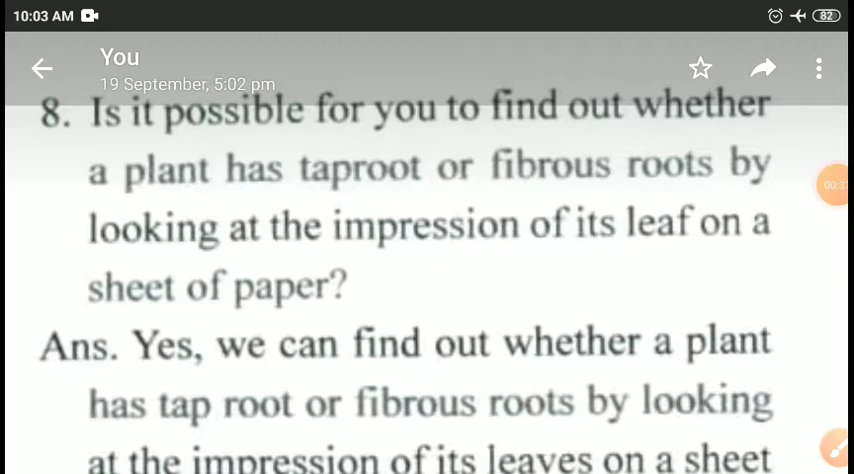 10:03 AM
82
You
19 September, 5:02 pm
8. Is it possible for you to find out whether
a plant has taproot or fibrous roots by
looking at the impression of its leaf on a
sheet of paper?
Ans. Yes, we can find out whether a plant
has tap root or fibrous roots by looking
at the impression of its leaves on a sheet